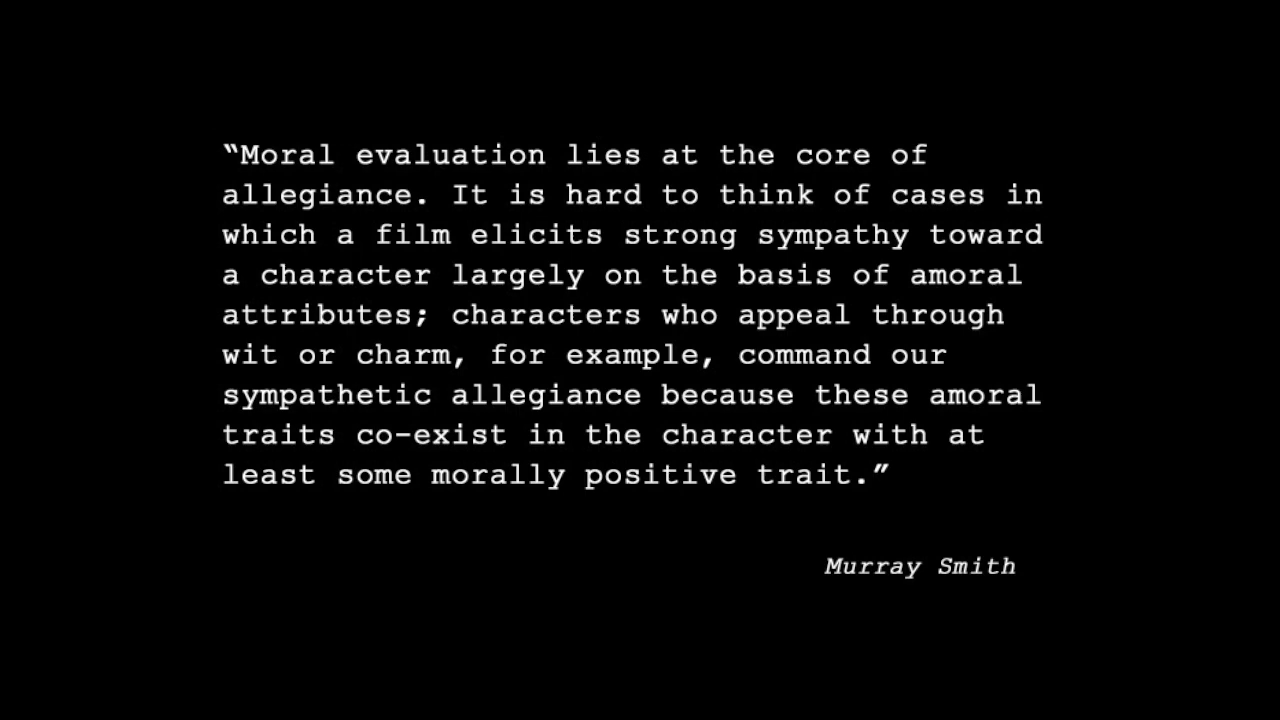 “Moral evaluation lies at the core of
allegiance. It is hard to think of cases in
which a film elicits strong sympathy toward
a character largely on the basis of amoral
attributes; characters who appeal through
wit or charm, for example, command our
sympathetic allegiance because these amoral
traits co-exist in the character with at
least some morally positive trait.”
Murray Smith